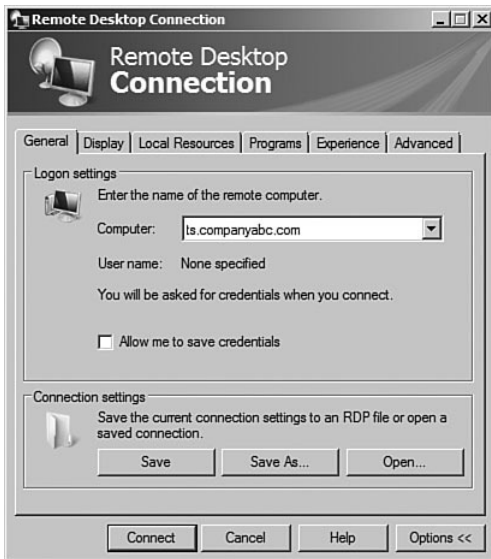 Remote Desktop Connection
Remote Desktop
Connection
General Display Local Resources Programs Experience Advanced
Logon settings
Enter the name of the remote computer.
Computer: ts.companyabc.com
User name: None specified
You will be asked for credentials when you connect.
Allow me to save credentials
Connection settings
Save the current connection settings to an RDP file or open a
saved connection.
Save Save As... Open...
Connect Cancel Help Options <<